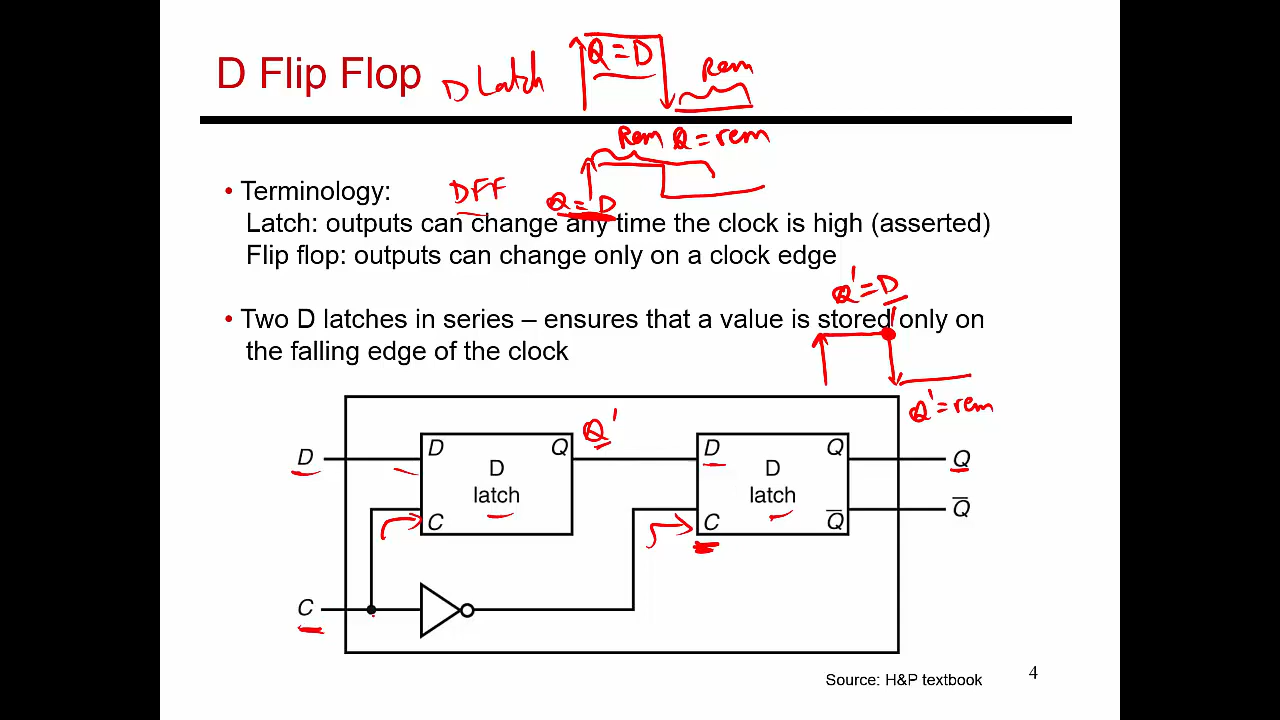 D Flip Flop D Latch Q = D Rem
Rem Q = rem
• Terminology: DFF Q = D
Latch: outputs can change any time the clock is high (asserted)
Flip flop: outputs can change only on a clock edge
Q' = D
• Two D latches in series – ensures that a value is stored only on
the falling edge of the clock
Q' = rem
Q'
D D Q D Q Q
D D
latch latch
C C Q̅ Q̅
C
Source: H&P textbook 4